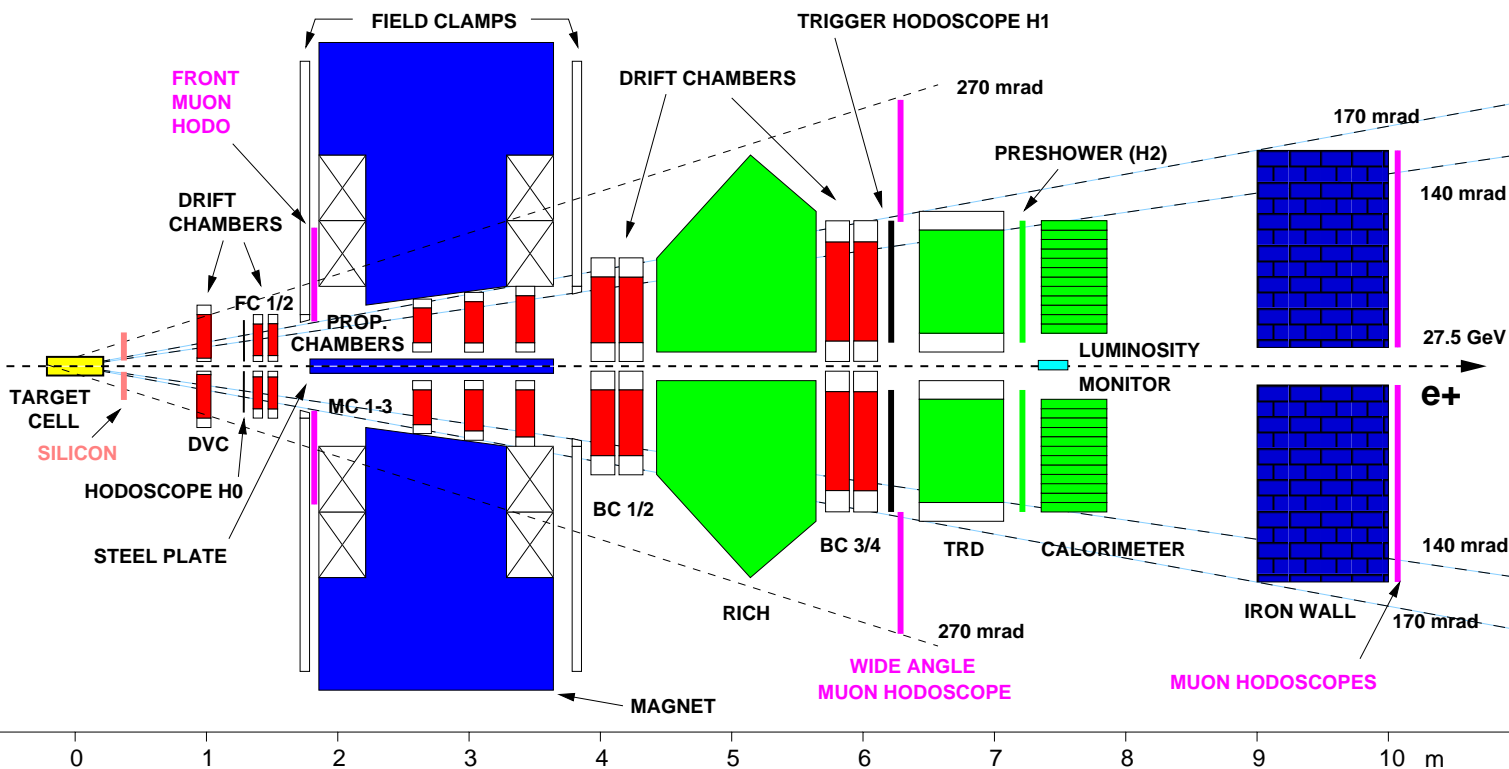 FIELD CLAMPS
TRIGGER HODOSCOPE H1
FRONT
MUON
HODO
DRIFT CHAMBERS
270 mrad
170 mrad
PRESHOWER (H2)
DRIFT
CHAMBERS
140 mrad
FC 1/2
PROP.
CHAMBERS
27.5 GeV
LUMINOSITY
MONITOR
e+
TARGET
CELL
MC 1-3
DVC
SILICON
HODOSCOPE H0
BC 1/2
STEEL PLATE
BC 3/4
TRD
CALORIMETER
140 mrad
RICH
IRON WALL
170 mrad
270 mrad
WIDE ANGLE
MUON HODOSCOPE
MUON HODOSCOPES
MAGNET
0 1 2 3 4 5 6 7 8 9 10 m